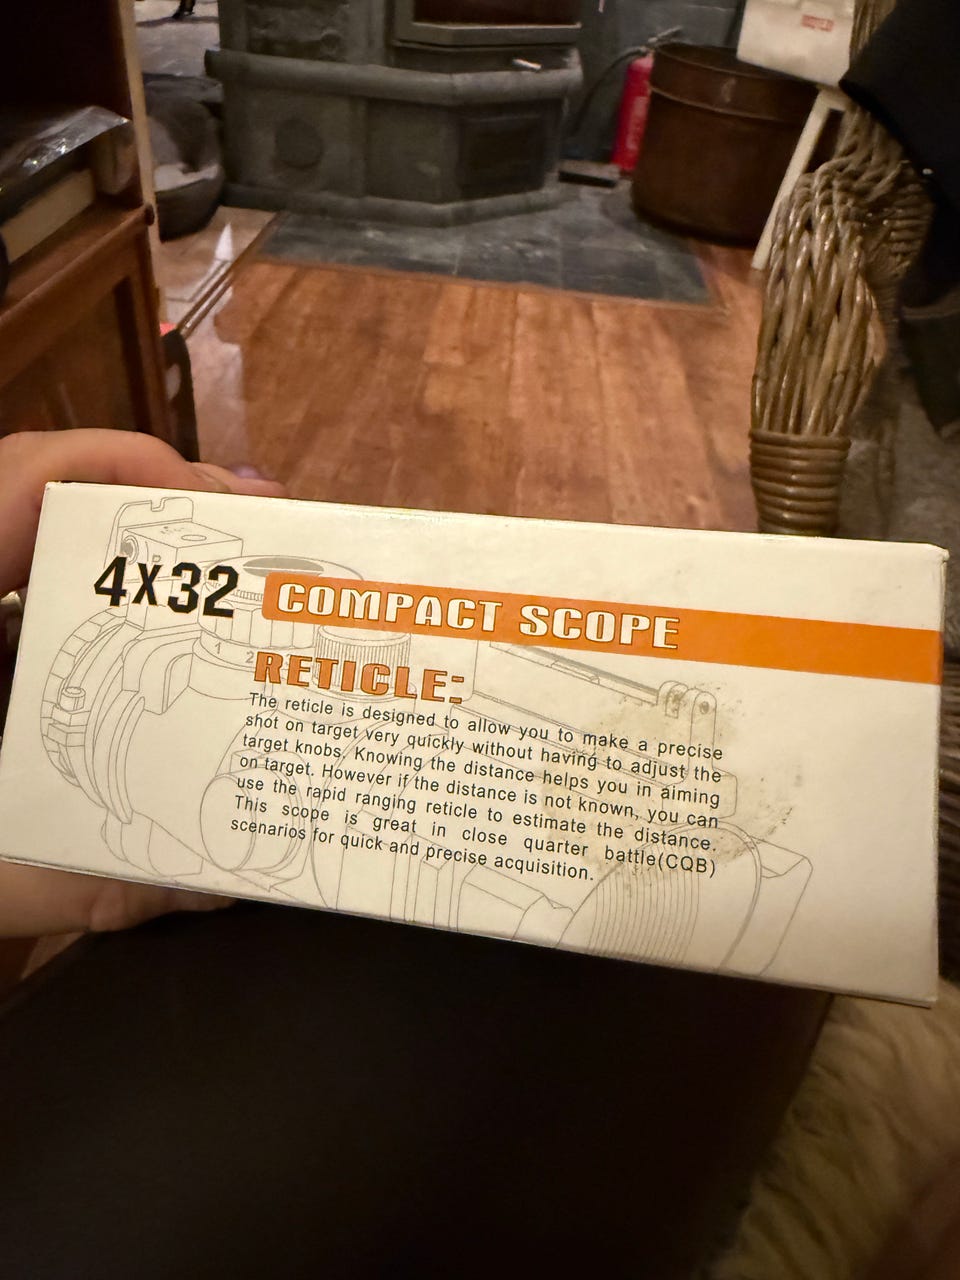 4X32 COMPACT SCOPE
1 2
RETICLE:
The reticle is designed to allow you to make a precise
shot on target very quickly without having to adjust the
target knobs. Knowing the distance helps you in aiming
on target. However if the distance is not known, you can
use the rapid ranging reticle to estimate the distance.
This scope is great in close quarter battle(CQB)
scenarios for quick and precise acquisition.